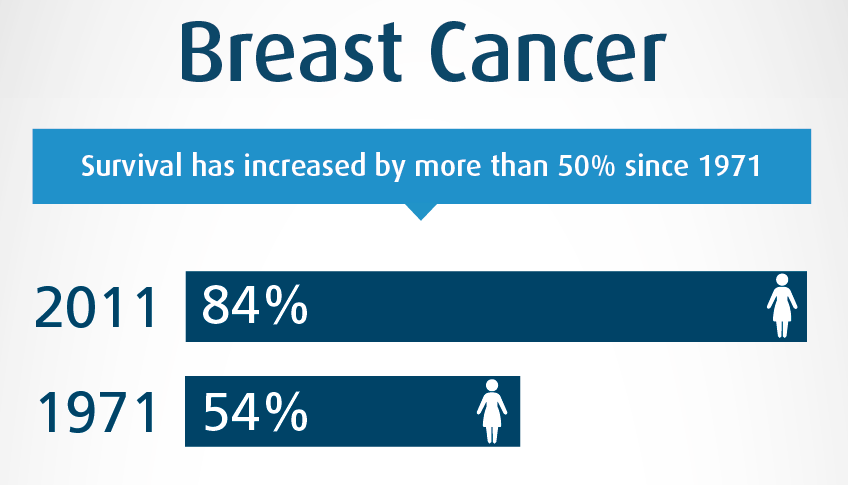 Breast Cancer
Survival has increased by more than 50% since 1971
2011 84%
1971 54%